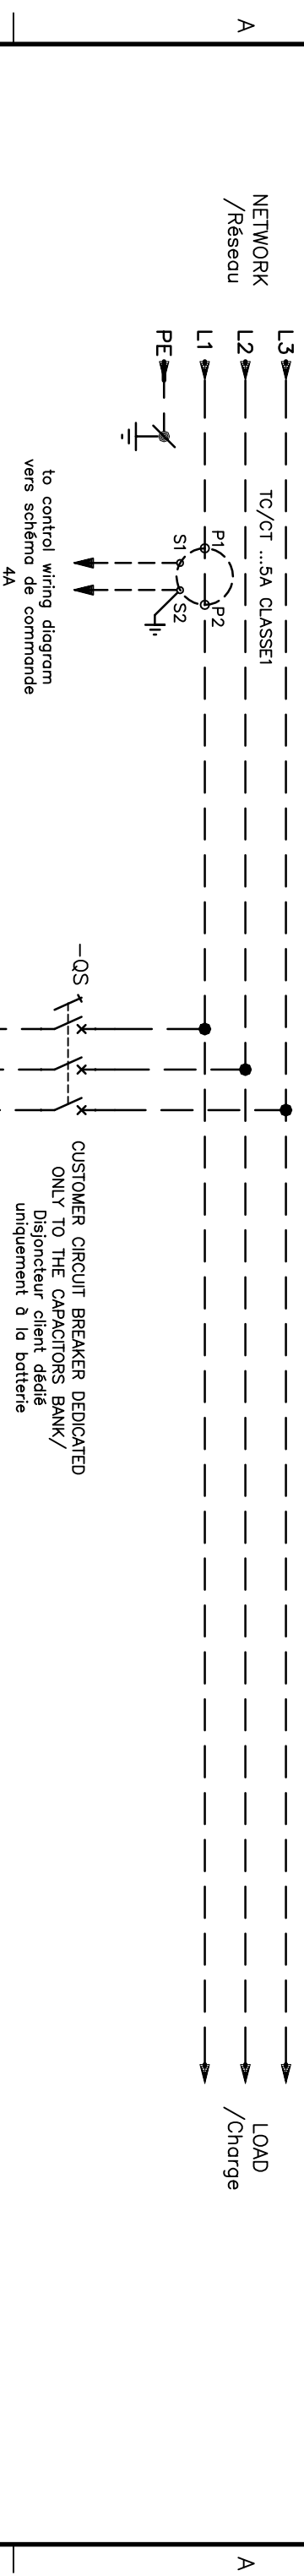 A
NETWORK
/Réseau
L3
L2
L1
PE
TC/CT ...5A CLASSE1
P1
P2
S1
S2
to control wiring diagram
vers schéma de commande
4A
-QS
CUSTOMER CIRCUIT BREAKER DEDICATED
ONLY TO THE CAPACITORS BANK/
Disjoncteur client dédié
uniquement à la batterie
LOAD
/Charge
A